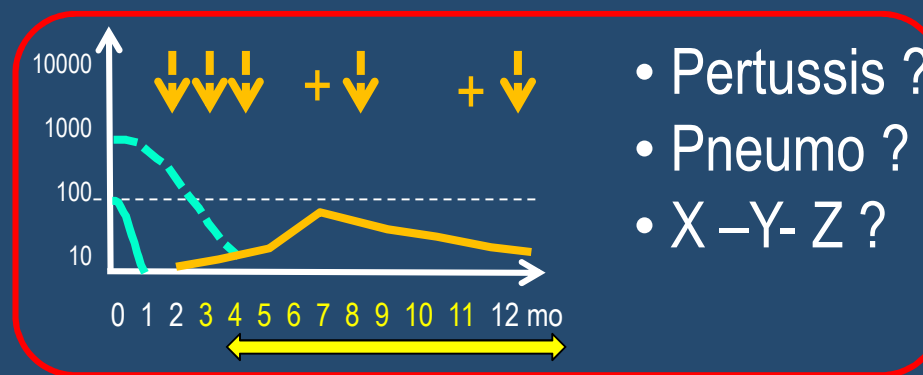 10000
1000
100
10
+
+
0 1 2 3 4 5 6 7 8 9 10 11 12 mo
• Pertussis ?
• Pneumo ?
• X –Y- Z ?